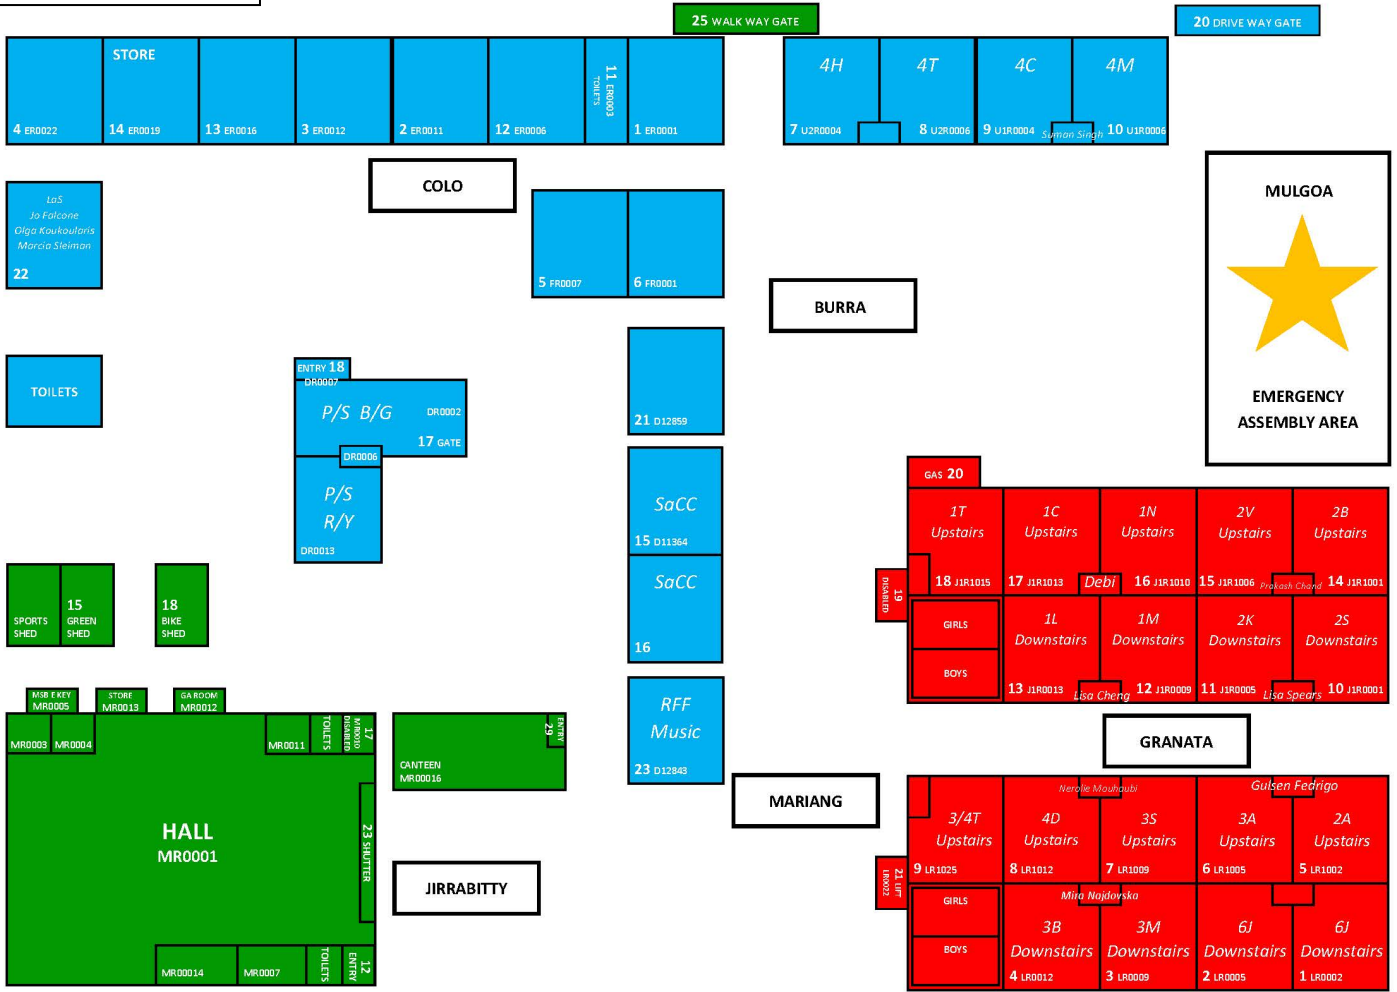 25 WALK WAY GATE
20 DRIVE WAY GATE
4 ER0022
STORE
14 ER0019
13 ER0016
3 ER0012
2 ER0011
12 ER0006
11 ER0003
TOILETS
1 ER0001
4H
7 U2R0004
4T
8 U2R0006
4C
9 U1R0004
Suman Singh
4M
10 U1R0006
COLO
MULGOA
EMERGENCY
ASSEMBLY AREA
LaS
Jo Falcone
Olga Koukoularis
Marcia Sleiman
22
5 FR0007
6 FR0001
BURRA
TOILETS
ENTRY 18
DR0007
P/S B/G
DR0002
17 GATE
DR0006
P/S
R/Y
DR0013
21 D12859
SaCC
15 D11364
SaCC
16
RFF
Music
23 D12843
GAS 20
1T
Upstairs
18 J1R1015
1C
Upstairs
17 J1R1013
Debi
1N
Upstairs
16 J1R1010
2V
Upstairs
15 J1R1006
Prakash Chand
2B
Upstairs
14 J1R1001
19
DISABLED
GIRLS
BOYS
1L
Downstairs
13 J1R0013
Lisa Cheng
1M
Downstairs
12 J1R0009
2K
Downstairs
11 J1R0005
Lisa Spears
2S
Downstairs
10 J1R0001
SPORTS
SHED
15
GREEN
SHED
18
BIKE
SHED
MSB E KEY
MR0005
STORE
MR0013
GA ROOM
MR0012
MR0003
MR0004
MR0011
TOILETS
17
MR0010
DISABLED
HALL
MR0001
23 SHUTTER
MR00014
MR0007
TOILETS
12
ENTRY
CANTEEN
MR00016
ENTRY
29
JIRRABITTY
MARIANG
GRANATA
Nerolie Mouhaubi
Gulsen Fedrigo
3/4T
Upstairs
9 LR1025
4D
Upstairs
8 LR1012
3S
Upstairs
7 LR1009
3A
Upstairs
6 LR1005
2A
Upstairs
5 LR1002
21 LIFT
LR0022
GIRLS
BOYS
Mira Najdovska
3B
Downstairs
4 LR0012
3M
Downstairs
3 LR0009
6J
Downstairs
2 LR0005
6J
Downstairs
1 LR0002